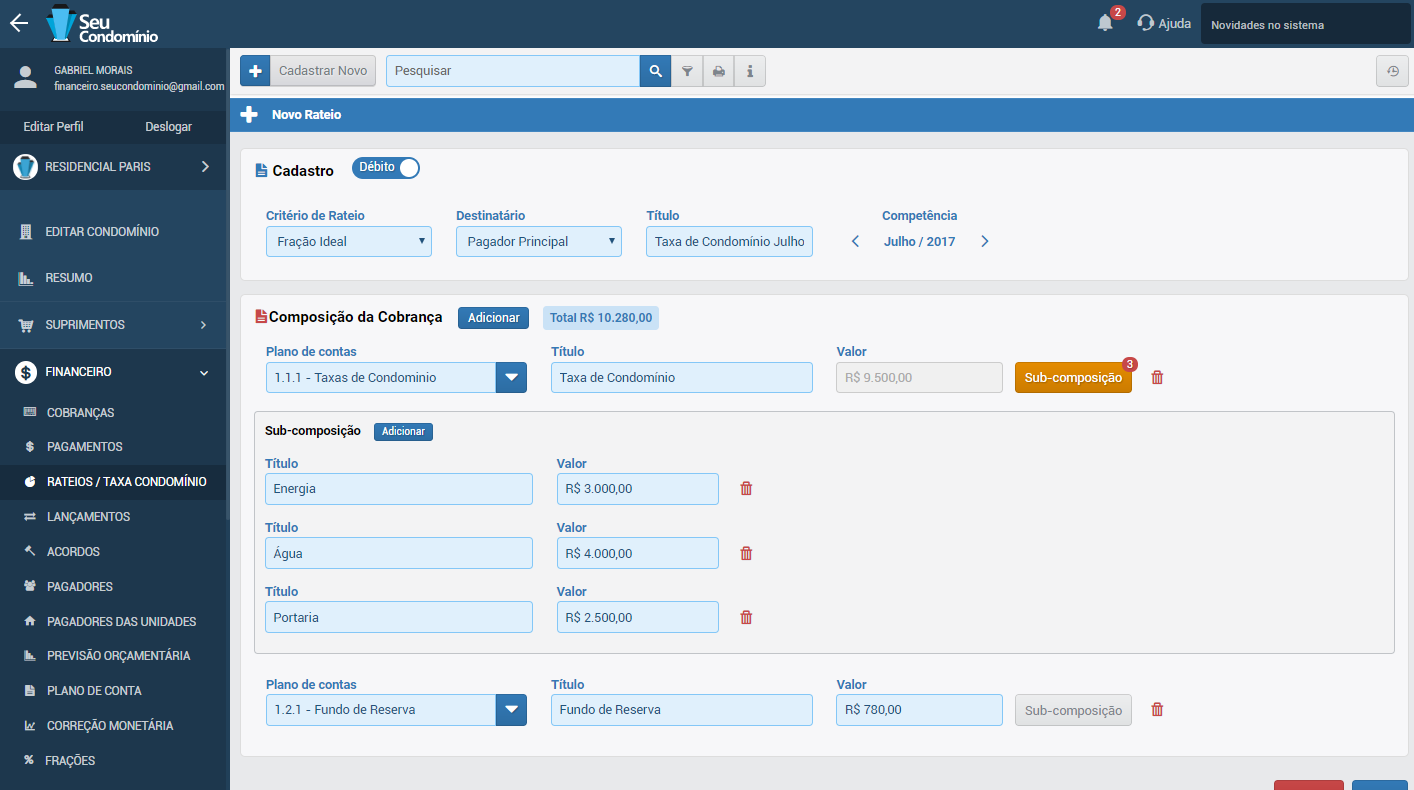 Seu
Condomínio
2
Ajuda
Novidades no sistema
GABRIEL MORAIS
financeiro.seucondominio@gmail.com
Editar Perfil
Deslogar
RESIDENCIAL PARIS
EDITAR CONDOMÍNIO
RESUMO
SUPRIMENTOS
FINANCEIRO
COBRANÇAS
PAGAMENTOS
RATEIOS / TAXA CONDOMÍNIO
LANÇAMENTOS
ACORDOS
PAGADORES
PAGADORES DAS UNIDADES
PREVISÃO ORÇAMENTÁRIA
PLANO DE CONTA
CORREÇÃO MONETÁRIA
FRAÇÕES
Cadastrar Novo
Pesquisar
Novo Rateio
Cadastro
Débito
Critério de Rateio
Destinatário
Título
Competência
Fração Ideal
Pagador Principal
Taxa de Condomínio Julho
Julho / 2017
Composição da Cobrança
Adicionar
Total R$ 10.280,00
Plano de contas
Título
Valor
1.1.1 - Taxas de Condominio
Taxa de Condomínio
R$ 9.500,00
Sub-composição
3
Sub-composição
Adicionar
Título
Valor
Energia
R$ 3.000,00
Título
Valor
Água
R$ 4.000,00
Título
Valor
Portaria
R$ 2.500,00
Plano de contas
Título
Valor
1.2.1 - Fundo de Reserva
Fundo de Reserva
R$ 780,00
Sub-composição